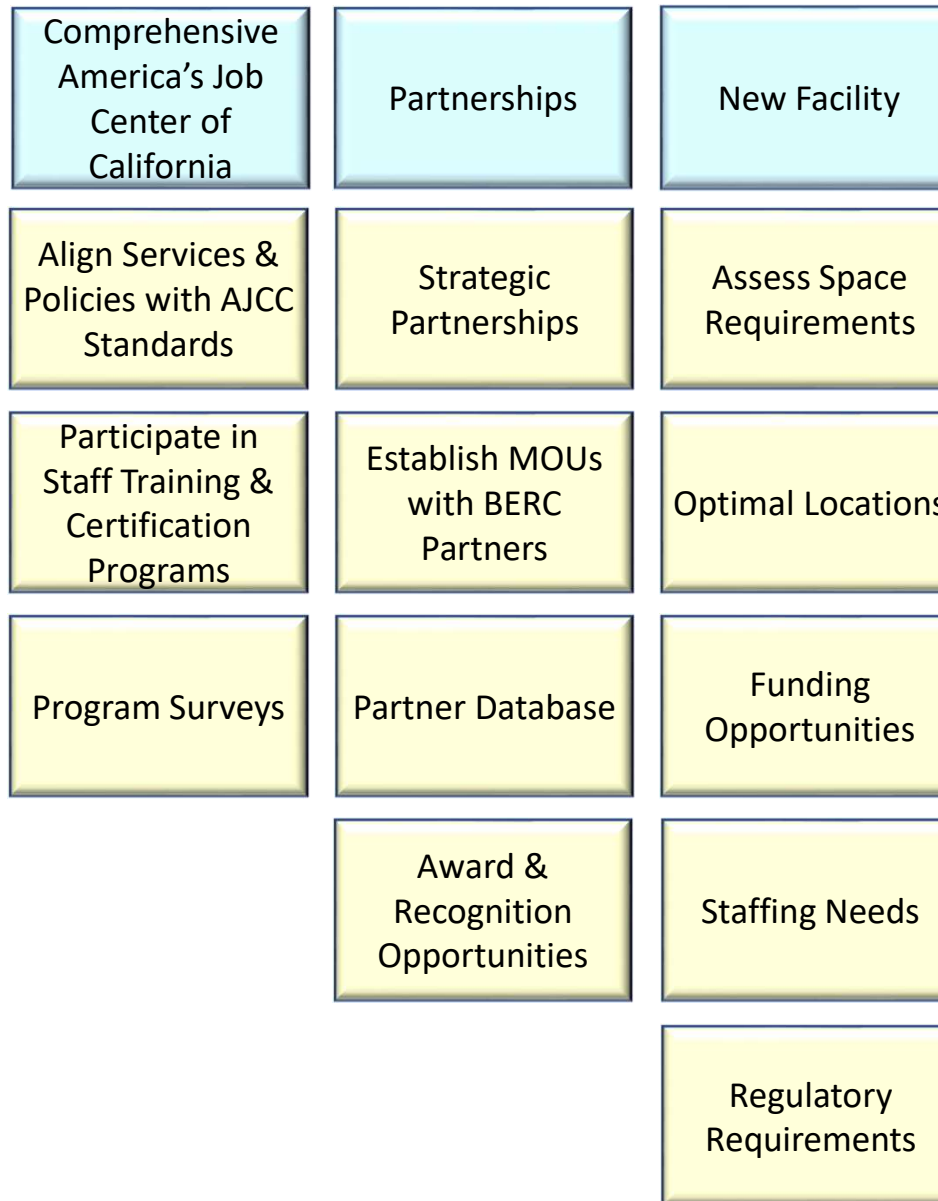 Comprehensive
America’s Job
Center of
California
Partnerships
New Facility
Align Services &
Policies with AJCC
Standards
Strategic
Partnerships
Assess Space
Requirements
Participate in
Staff Training &
Certification
Programs
Establish MOUs
with BERC
Partners
Optimal Locations
Program Surveys
Partner Database
Funding
Opportunities
Award &
Recognition
Opportunities
Staffing Needs
Regulatory
Requirements